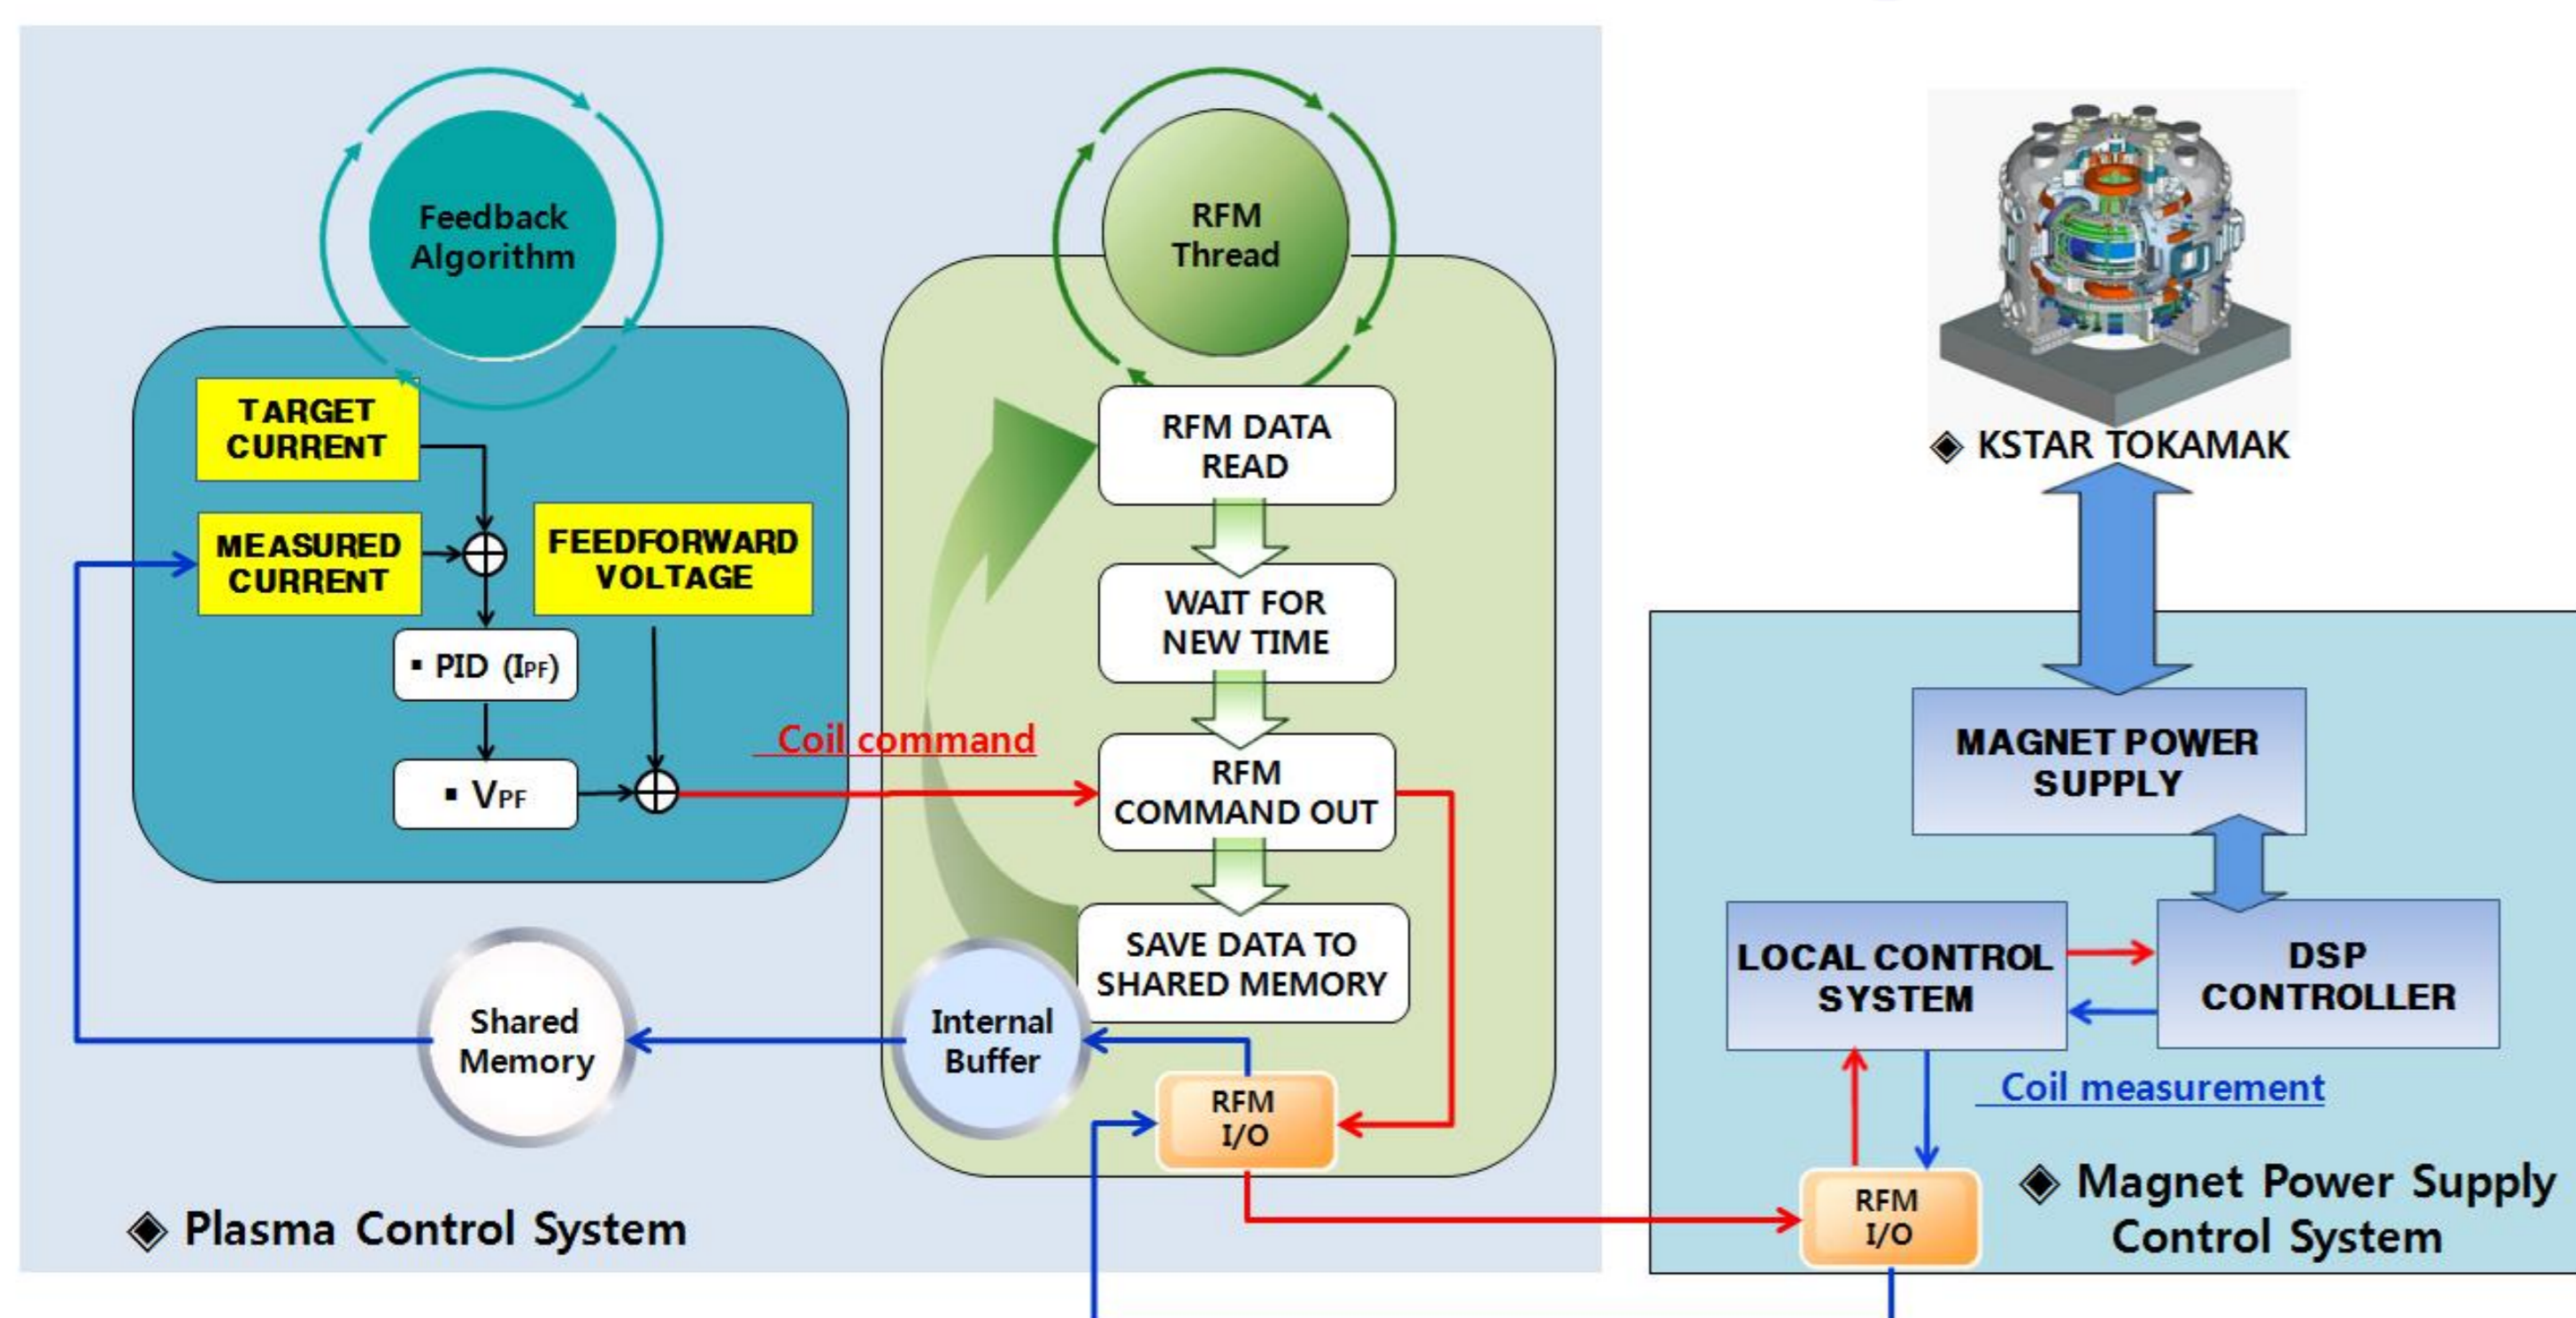 Feedback
Algorithm
TARGET
CURRENT
MEASURED
CURRENT
FEEDFORWARD
VOLTAGE
▪ PID (IPF)
▪ VPF
Coil command
Shared
Memory
◈ Plasma Control System
RFM
Thread
RFM DATA
READ
WAIT FOR
NEW TIME
RFM
COMMAND OUT
SAVE DATA TO
SHARED MEMORY
Internal
Buffer
RFM
I/O
◈ KSTAR TOKAMAK
MAGNET POWER
SUPPLY
LOCAL CONTROL
SYSTEM
DSP
CONTROLLER
Coil measurement
RFM
I/O
◈ Magnet Power Supply
Control System